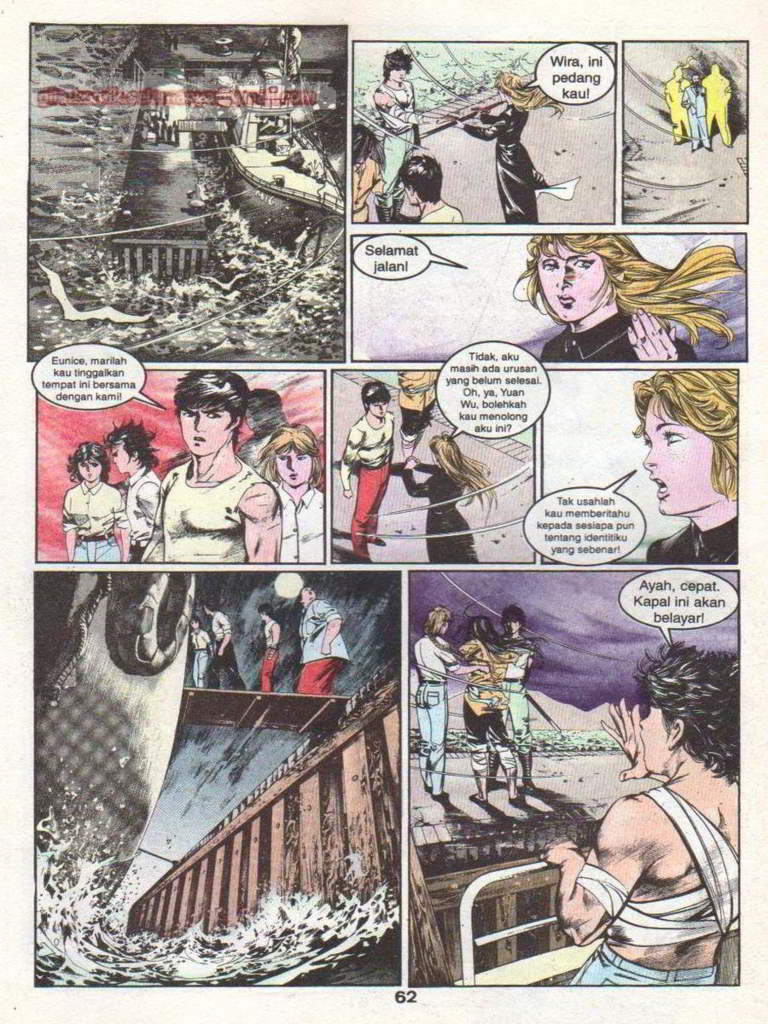 Wira, ini
pedang
kau!
Selamat
jalan!
Eunice, marilah
kau tinggalkan
tempat ini bersama
dengan kami!
Tidak, aku
masih ada urusan
yang belum selesai.
Oh, ya, Yuan
Wu, bolehkah
kau menolong
aku ini?
Tak usahlah
kau memberitahu
kepada sesiapa pun
tentang identitiku
yang sebenar!
Ayah, cepat.
Kapal ini akan
belayar!
62